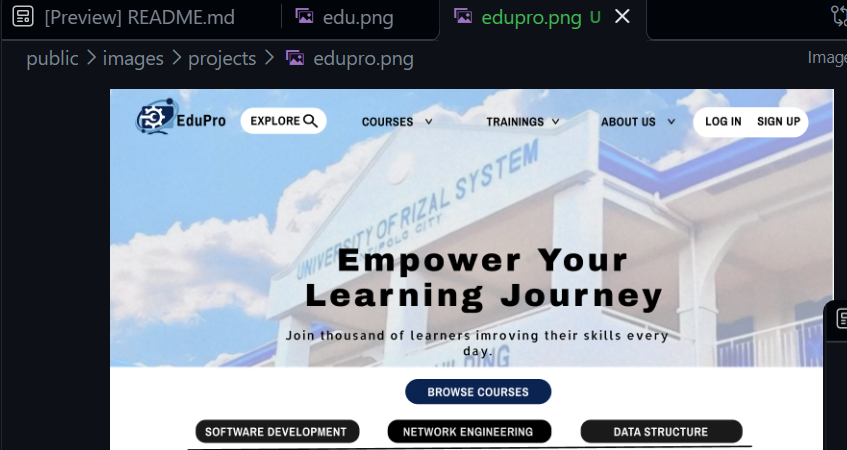 [Preview] README.md
edu.png
edupro.png U
public > images > projects > edupro.png
Image
EduPro
EXPLORE
COURSES
TRAININGS
ABOUT US
LOG IN
SIGN UP
UNIVERSITY OF RIZAL SYSTEM
ANTIPOLO CITY
Empower Your
Learning Journey
Join thousand of learners imroving their skills every
day.
BROWSE COURSES
SOFTWARE DEVELOPMENT
NETWORK ENGINEERING
DATA STRUCTURE